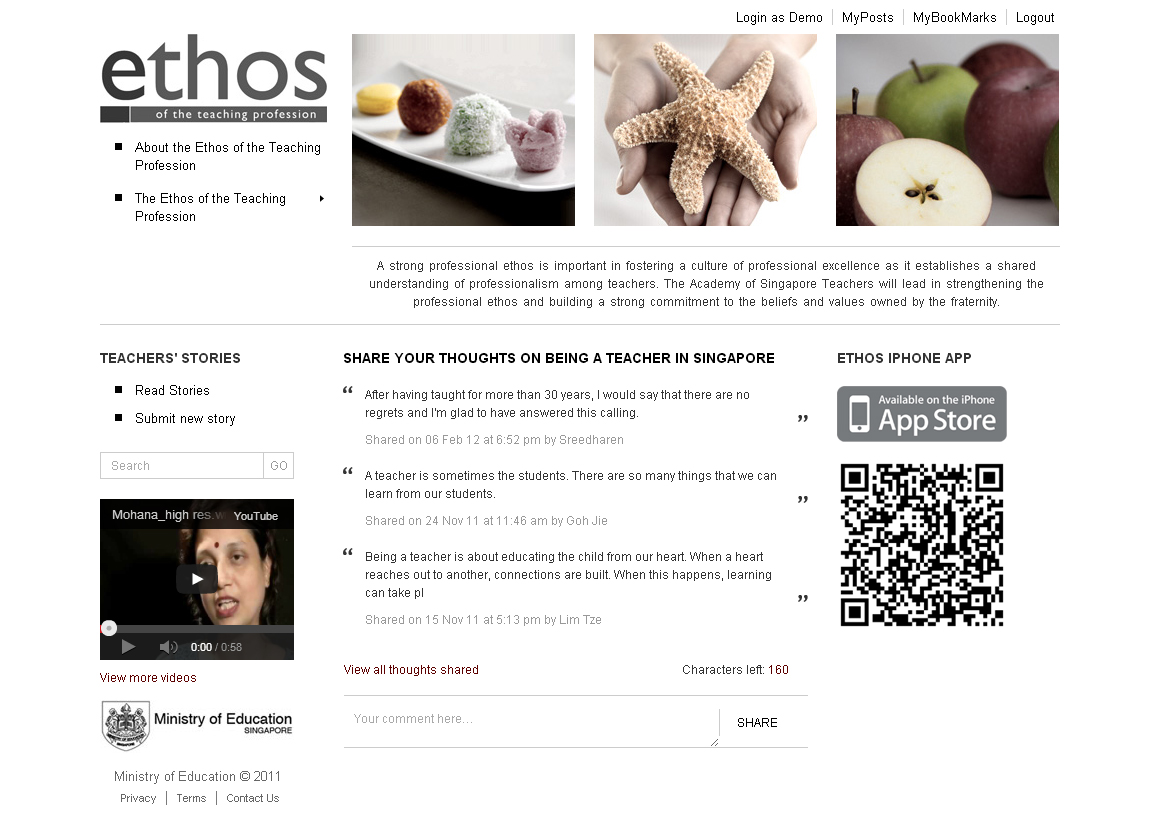 Login as Demo
MyPosts
MyBookMarks
Logout
ethos
of the teaching profession
About the Ethos of the Teaching
Profession
The Ethos of the Teaching
Profession
A strong professional ethos is important in fostering a culture of professional excellence as it establishes a shared
understanding of professionalism among teachers. The Academy of Singapore Teachers will lead in strengthening the
professional ethos and building a strong commitment to the beliefs and values owned by the fraternity.
TEACHERS' STORIES
Read Stories
Submit new story
Search
GO
Mohana_high res.w
YouTube
0:00 / 0:58
View more videos
Ministry of Education
SINGAPORE
Ministry of Education © 2011
Privacy
Terms
Contact Us
SHARE YOUR THOUGHTS ON BEING A TEACHER IN SINGAPORE
“ After having taught for more than 30 years, I would say that there are no
regrets and I'm glad to have answered this calling. ”
Shared on 06 Feb 12 at 6:52 pm by Sreedharen
“ A teacher is sometimes the students. There are so many things that we can
learn from our students. ”
Shared on 24 Nov 11 at 11:46 am by Goh Jie
“ Being a teacher is about educating the child from our heart. When a heart
reaches out to another, connections are built. When this happens, learning
can take pl ”
Shared on 15 Nov 11 at 5:13 pm by Lim Tze
View all thoughts shared
Characters left: 160
Your comment here...
SHARE
ETHOS IPHONE APP
Available on the iPhone
App Store